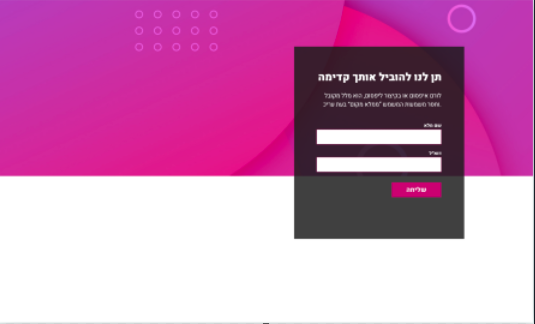 תן לנו להוביל אותך קדימה
לורם איפסום או בקיצור ליפסום, הוא מלל מקובל
וחסר משמעות המשמש "ממלא מקום" בעת עריכ.
שם מלא
דוא"ל
שליחה